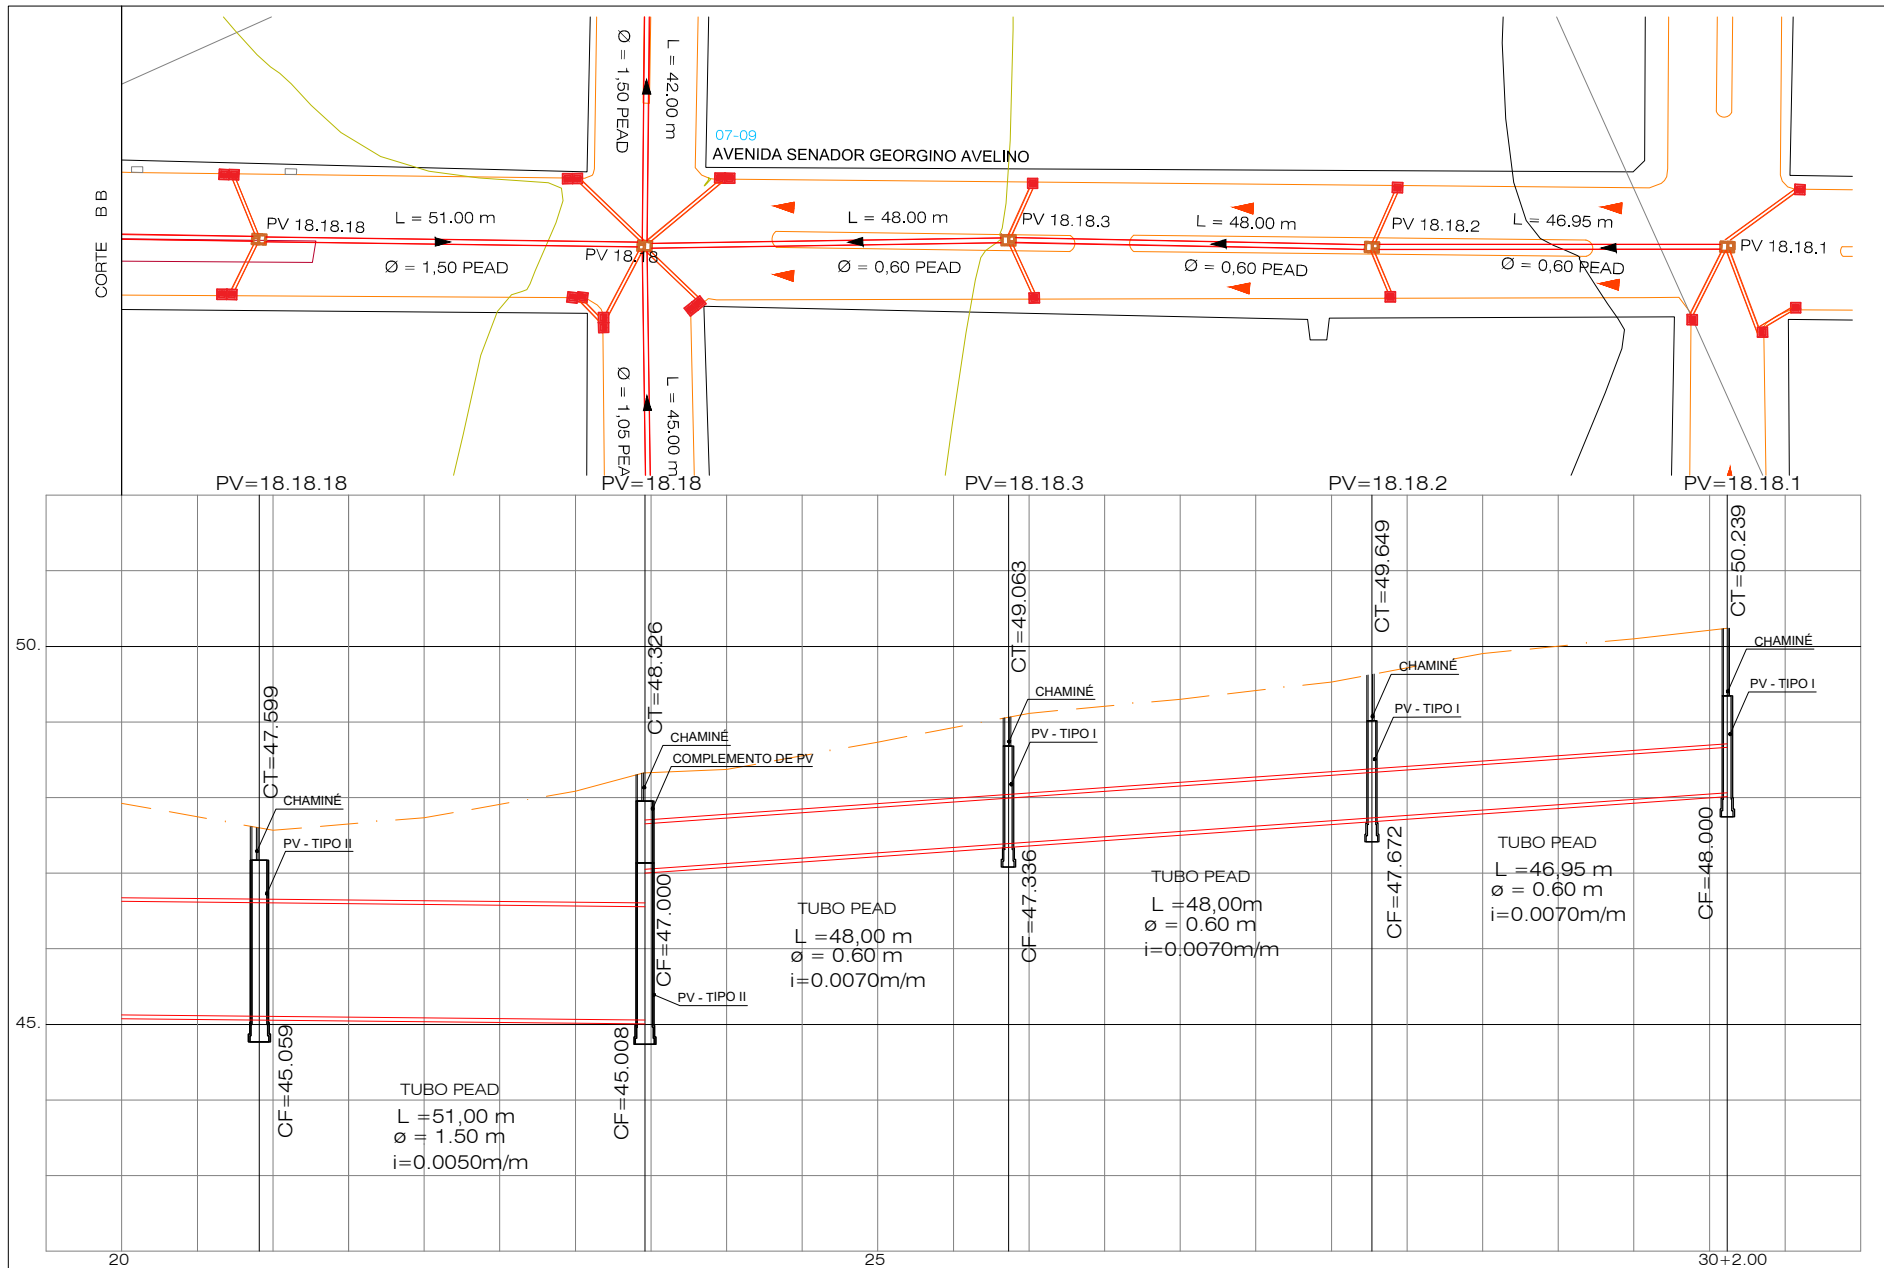 Ø = 1,50 PEAD
L = 42.00 m
07-09
AVENIDA SENADOR GEORGINO AVELINO
CORTE B B
PV 18.18.18
L = 51.00 m
Ø = 1,50 PEAD
PV 18.18
L = 48.00 m
Ø = 0,60 PEAD
PV 18.18.3
L = 48.00 m
Ø = 0,60 PEAD
PV 18.18.2
L = 46.95 m
Ø = 0,60 PEAD
PV 18.18.1
Ø = 1,05 PEA
L = 45.00 m
PV=18.18.18
PV=18.18
PV=18.18.3
PV=18.18.2
PV=18.18.1
50.
45.
CT=47.599
CHAMINÉ
PV - TIPO II
CF=45.059
TUBO PEAD
L =51,00 m
ø = 1.50 m
i=0.0050m/m
CT=48.326
CHAMINÉ
COMPLEMENTO DE PV
CF=47.000
PV - TIPO II
CF=45.008
TUBO PEAD
L =48,00 m
ø = 0.60 m
i=0.0070m/m
CT=49.063
CHAMINÉ
PV - TIPO I
CF=47.336
TUBO PEAD
L =48,00m
ø = 0.60 m
i=0.0070m/m
CT=49.649
CHAMINÉ
PV - TIPO I
CF=47.672
TUBO PEAD
L =46,95 m
ø = 0.60 m
i=0.0070m/m
CT=50.239
CHAMINÉ
PV - TIPO I
CF=48.000
20
25
30+2.00